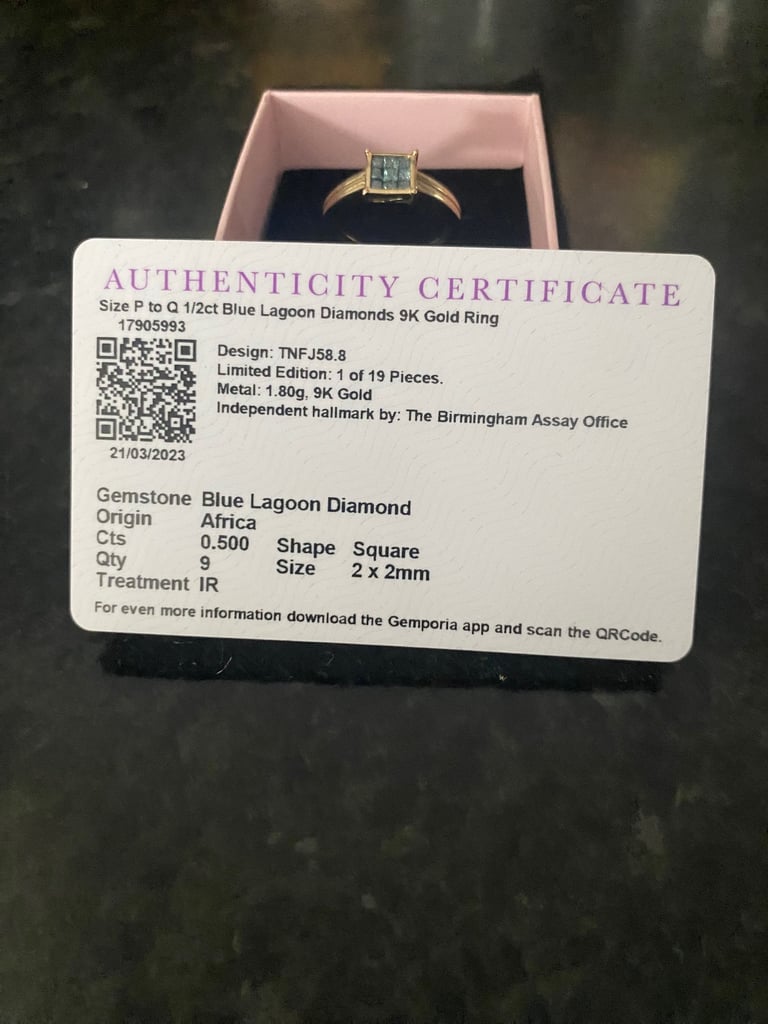 AUTHENTICITY CERTIFICATE
Size P to Q 1/2ct Blue Lagoon Diamonds 9K Gold Ring
17905993
Design: TNFJ58.8
Limited Edition: 1 of 19 Pieces.
Metal: 1.80g, 9K Gold
Independent hallmark by: The Birmingham Assay Office
21/03/2023
Gemstone Blue Lagoon Diamond
Origin Africa
Cts 0.500 Shape Square
Qty 9 Size 2 x 2mm
Treatment IR
For even more information download the Gemporia app and scan the QRCode.